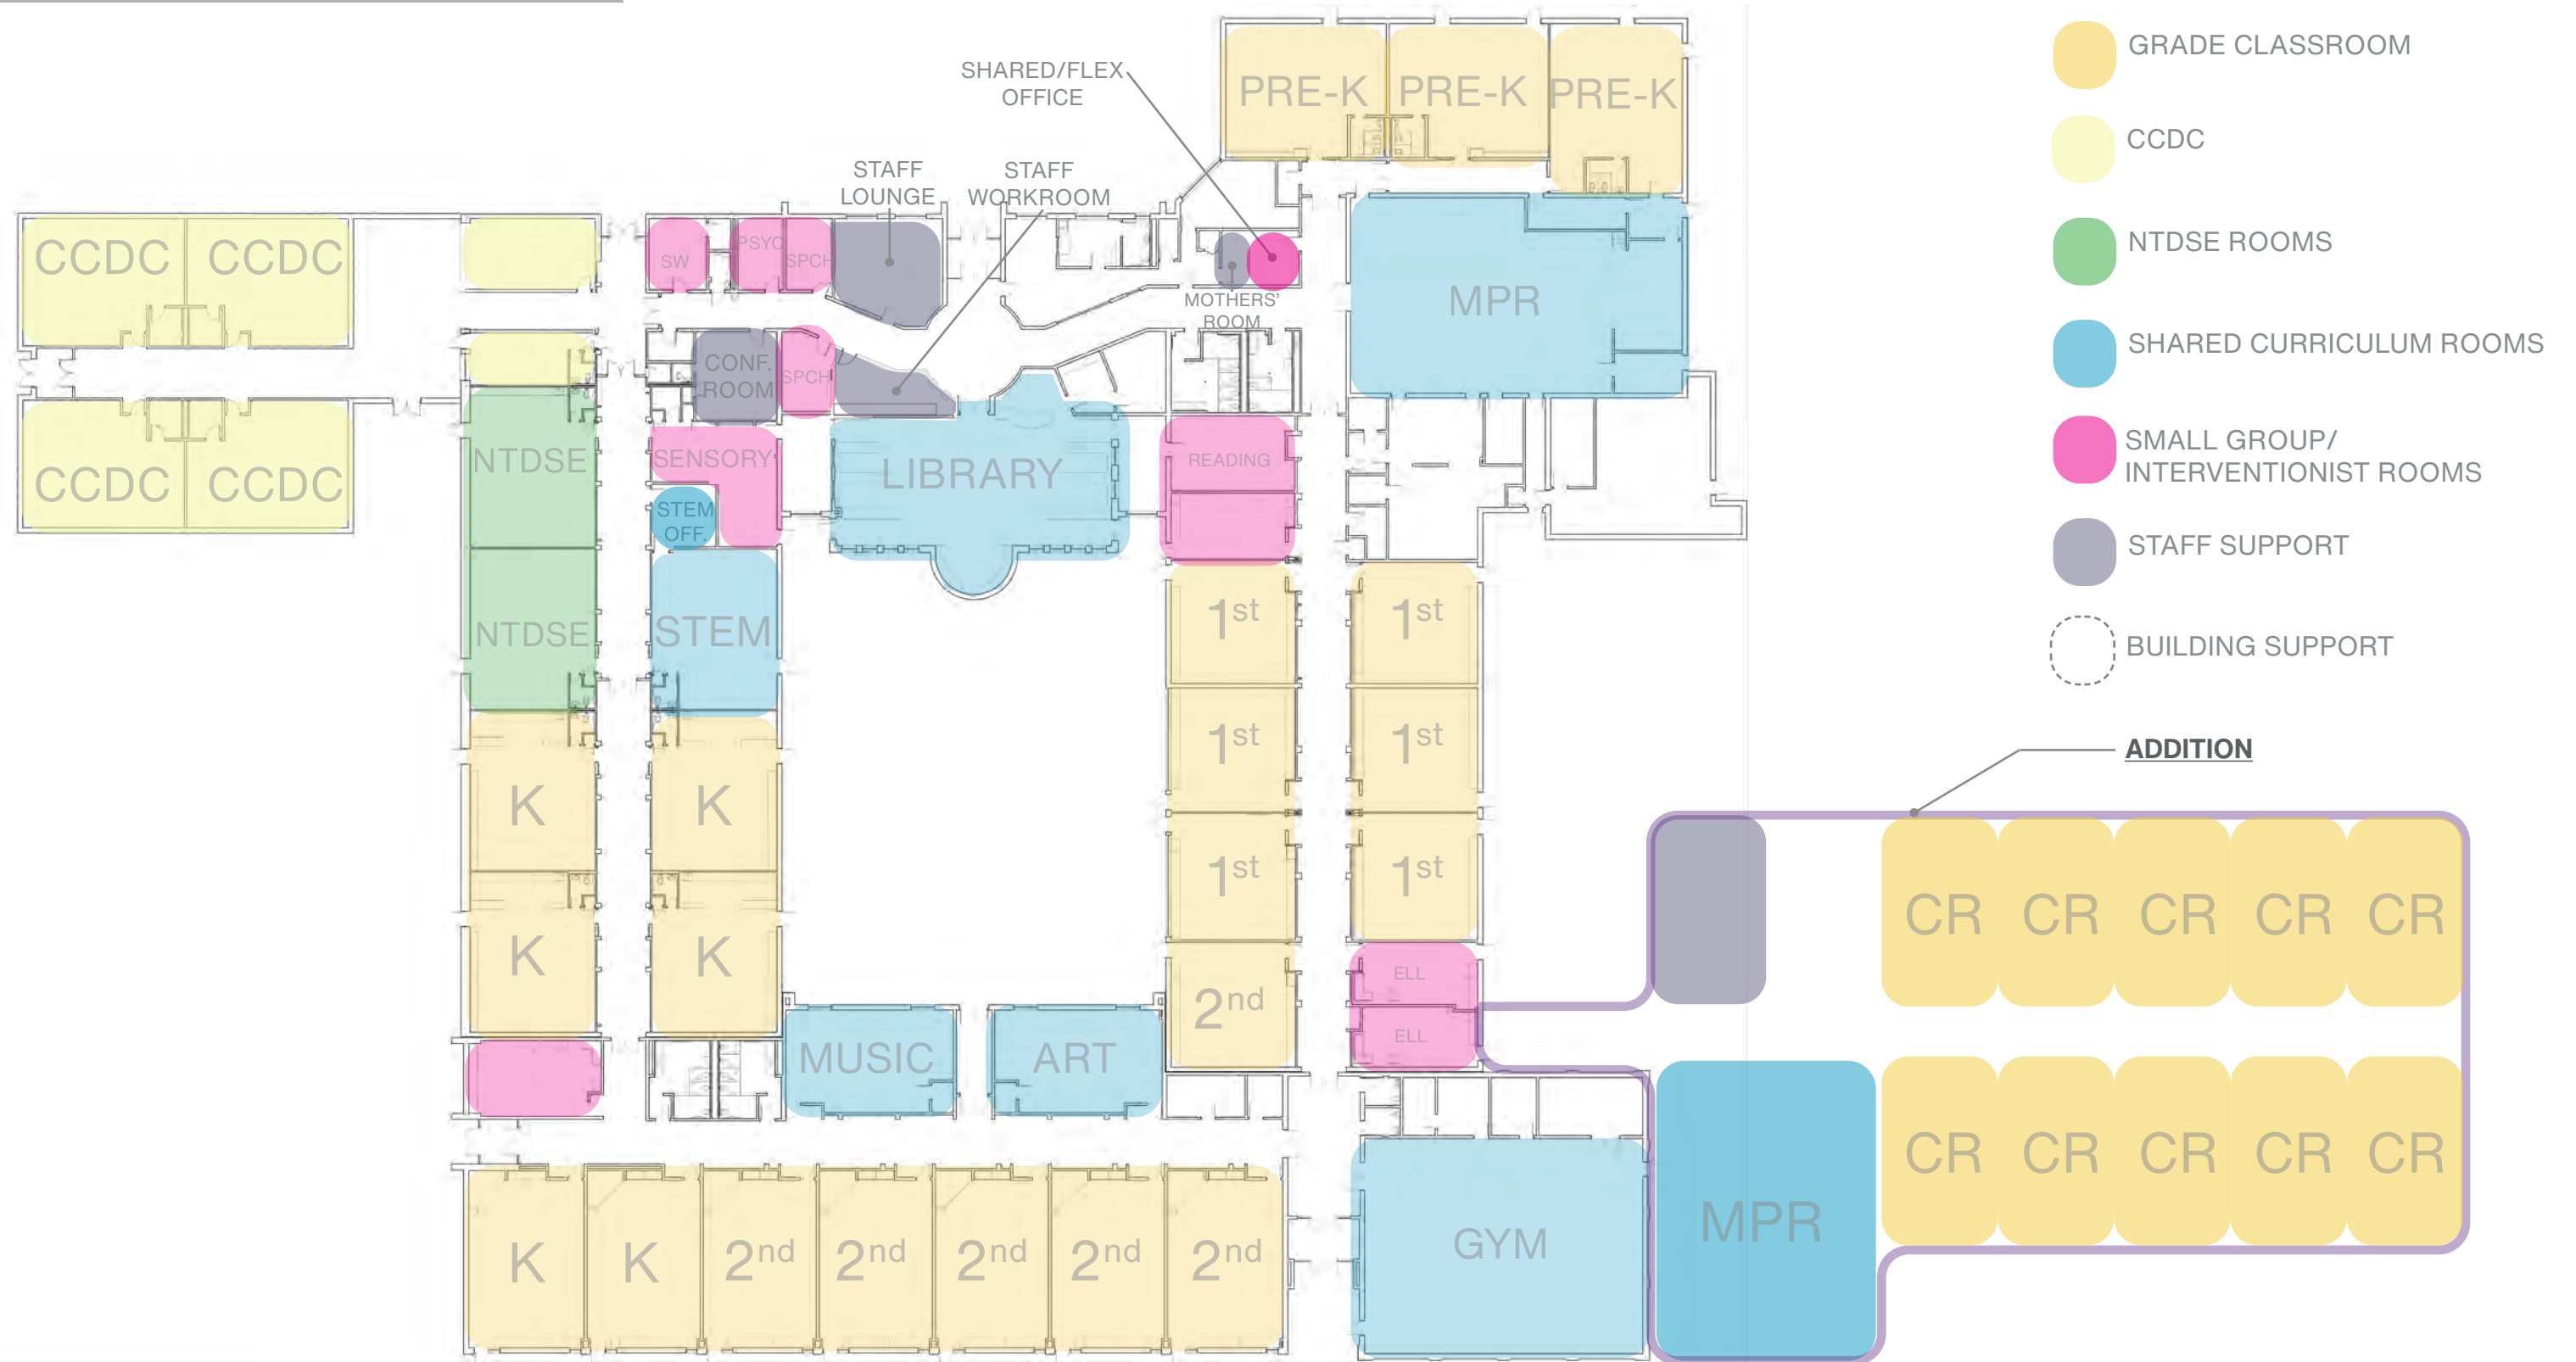 SHARED/FLEX
OFFICE
STAFF
LOUNGE
STAFF
WORKROOM
PRE-K
PRE-K
PRE-K
CCDC
CCDC
SW
PSYC
SPCH
MOTHERS'
ROOM
MPR
CONF.
ROOM
SPCH
CCDC
CCDC
NTDSE
SENSORY
STEM
OFF.
LIBRARY
READING
NTDSE
STEM
1st
1st
1st
1st
1st
1st
K
K
K
K
2nd
ELL
ELL
MUSIC
ART
K
K
2nd
2nd
2nd
2nd
2nd
GYM
GRADE CLASSROOM
CCDC
NTDSE ROOMS
SHARED CURRICULUM ROOMS
SMALL GROUP/
INTERVENTIONIST ROOMS
STAFF SUPPORT
BUILDING SUPPORT
ADDITION
CR
CR
CR
CR
CR
CR
CR
CR
CR
CR
MPR